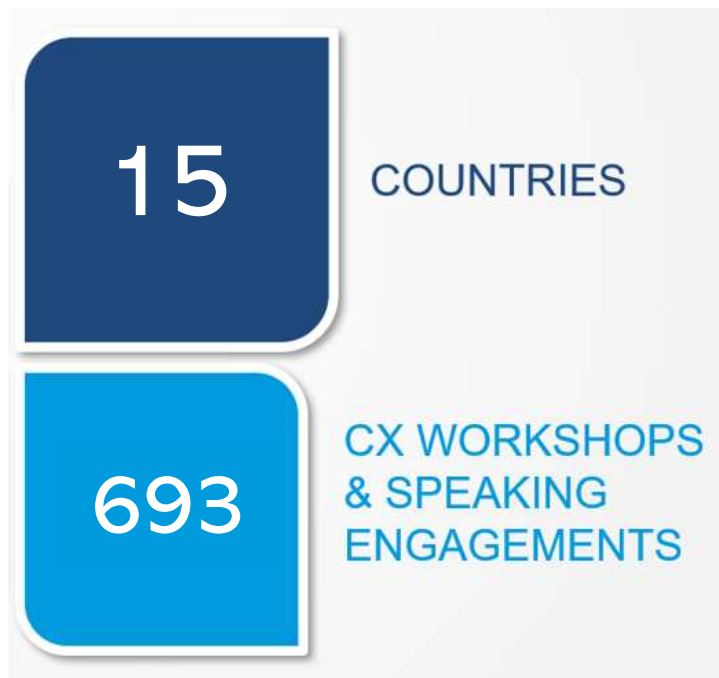 15
COUNTRIES
693
CX WORKSHOPS
& SPEAKING
ENGAGEMENTS